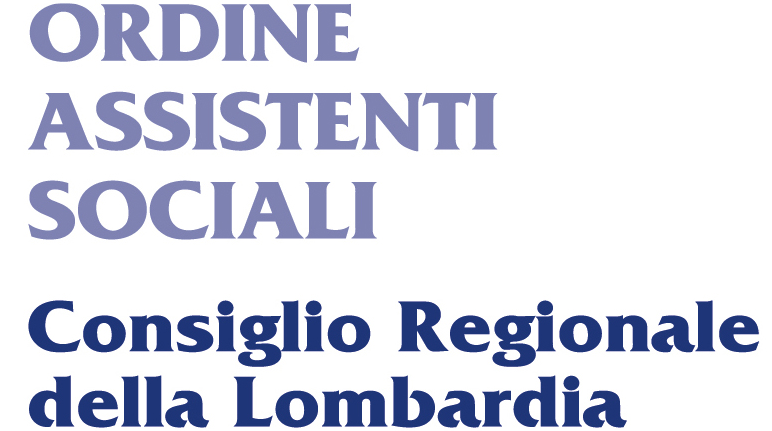 ORDINE
ASSISTENTI
SOCIALI
Consiglio Regionale
della Lombardia